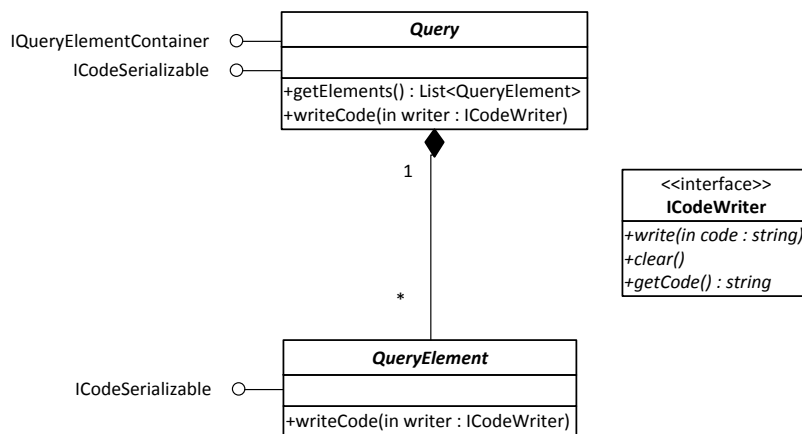 Query
IQueryElementContainer
ICodeSerializable
+getElements() : List<QueryElement>
+writeCode(in writer : ICodeWriter)
1
<<interface>>
ICodeWriter
+write(in code : string)
+clear()
+getCode() : string
*
QueryElement
ICodeSerializable
+writeCode(in writer : ICodeWriter)